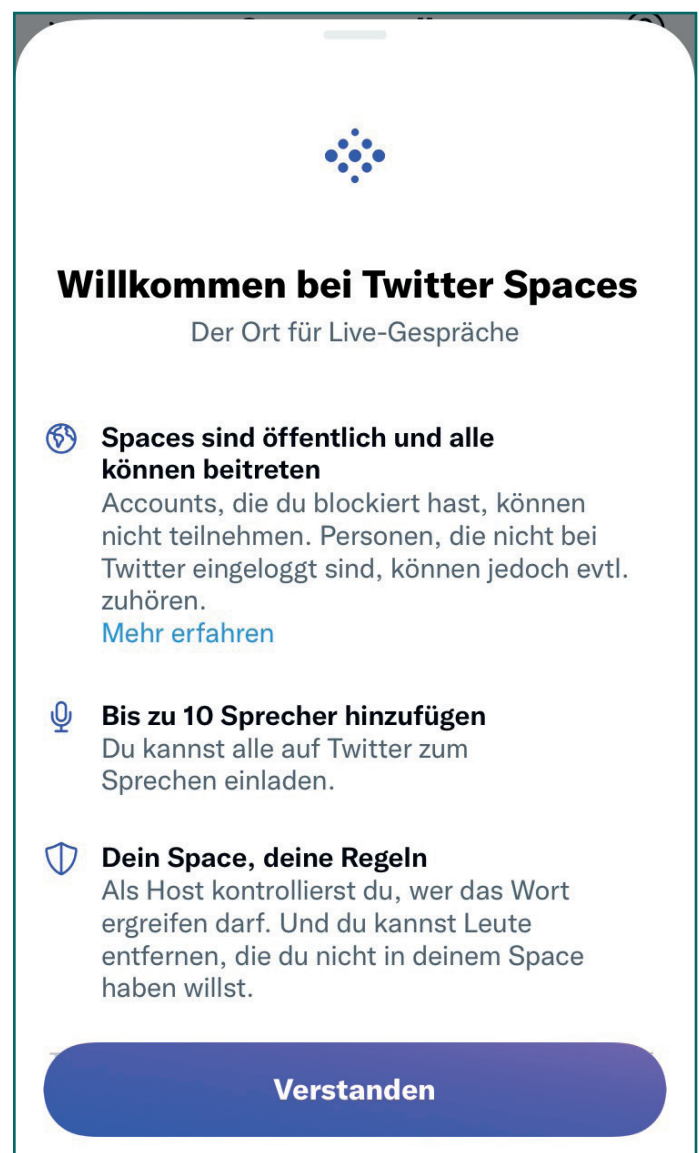 Willkommen bei Twitter Spaces
Der Ort für Live-Gespräche
Spaces sind öffentlich und alle
können beitreten
Accounts, die du blockiert hast, können
nicht teilnehmen. Personen, die nicht bei
Twitter eingeloggt sind, können jedoch evtl.
zuhören.
Mehr erfahren
Bis zu 10 Sprecher hinzufügen
Du kannst alle auf Twitter zum
Sprechen einladen.
Dein Space, deine Regeln
Als Host kontrollierst du, wer das Wort
ergreifen darf. Und du kannst Leute
entfernen, die du nicht in deinem Space
haben willst.
Verstanden